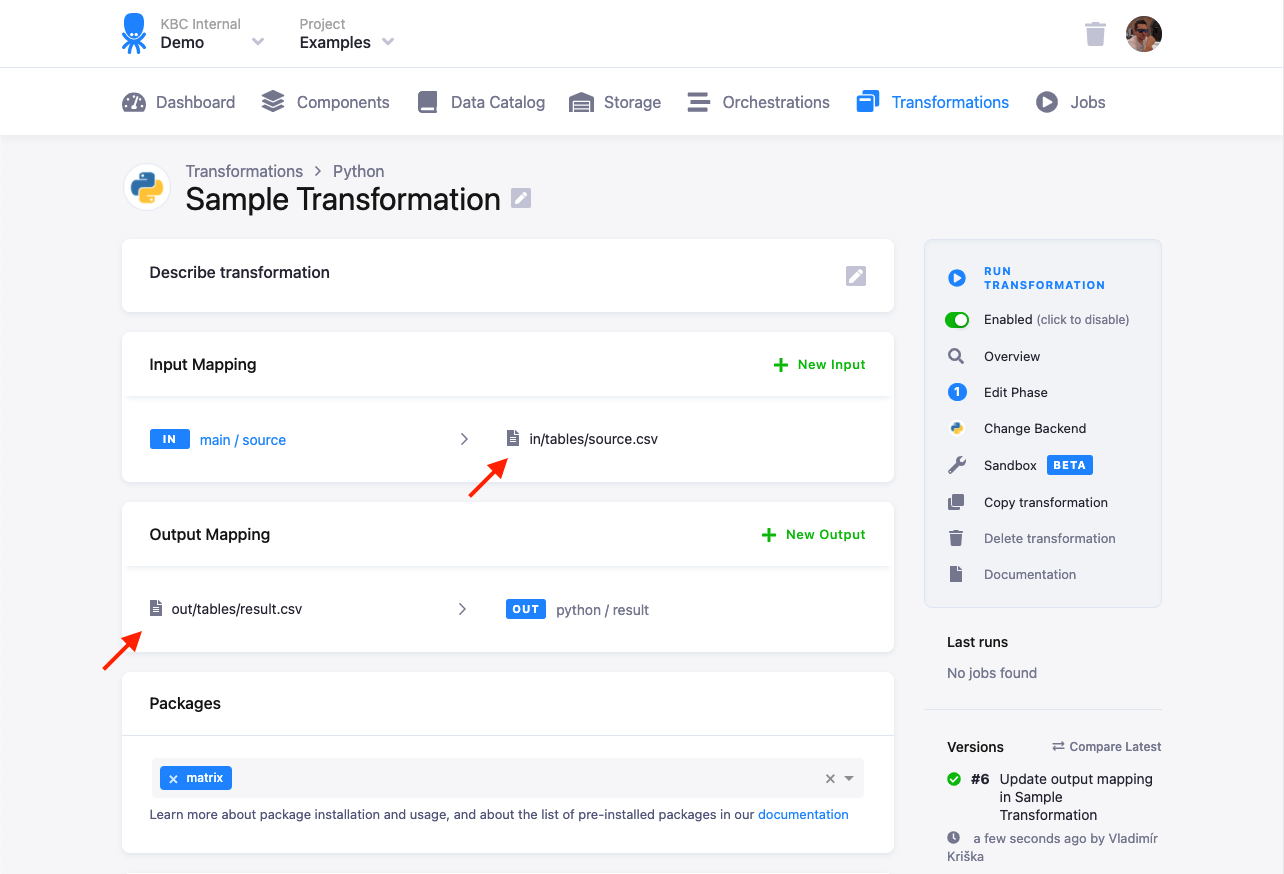 KBC Internal
Demo
Project
Examples
Dashboard
Components
Data Catalog
Storage
Orchestrations
Transformations
Jobs
Transformations > Python
Sample Transformation
Describe transformation
Input Mapping
New Input
IN main / source > in/tables/source.csv
Output Mapping
New Output
out/tables/result.csv > OUT python / result
Packages
× matrix
Learn more about package installation and usage, and about the list of pre-installed packages in our documentation
RUN
TRANSFORMATION
Enabled (click to disable)
Overview
1 Edit Phase
Change Backend
Sandbox BETA
Copy transformation
Delete transformation
Documentation
Last runs
No jobs found
Versions
Compare Latest
#6 Update output mapping
in Sample
Transformation
a few seconds ago by Vladimír
Kriška